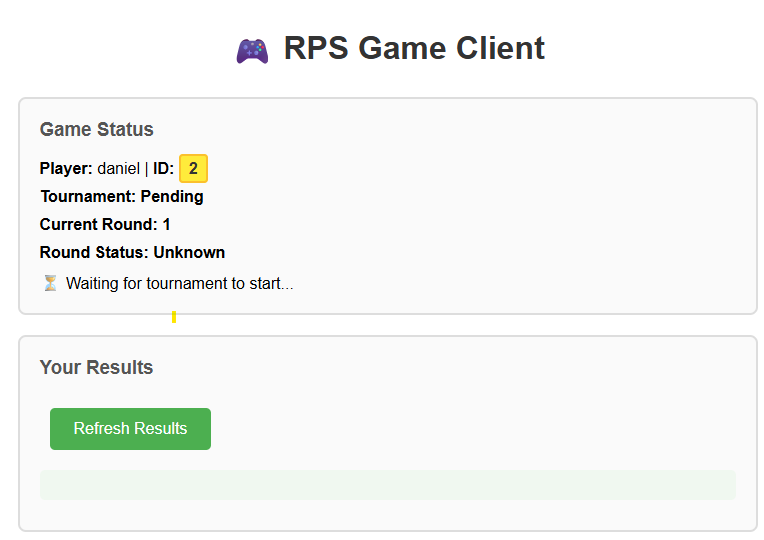 🎮 RPS Game Client
Game Status
Player: daniel | ID: 2
Tournament: Pending
Current Round: 1
Round Status: Unknown
⏳ Waiting for tournament to start...
Your Results
Refresh Results